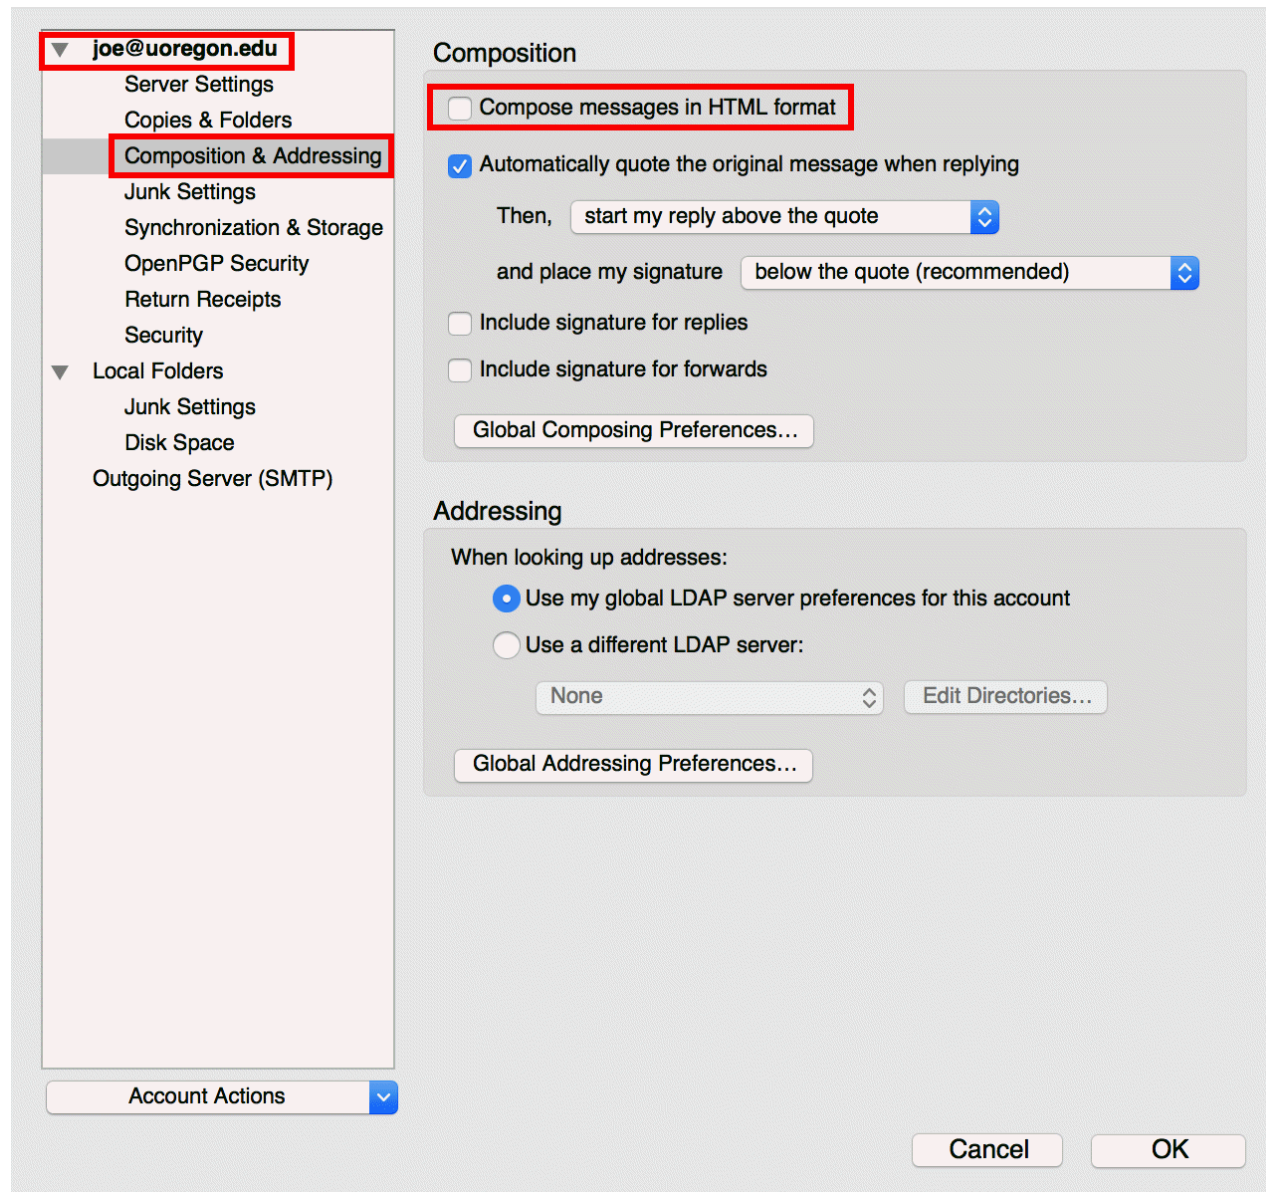 joe@uoregon.edu
Server Settings
Copies & Folders
Composition & Addressing
Junk Settings
Synchronization & Storage
OpenPGP Security
Return Receipts
Security
Local Folders
Junk Settings
Disk Space
Outgoing Server (SMTP)
Account Actions
Composition
Compose messages in HTML format
Automatically quote the original message when replying
Then, start my reply above the quote
and place my signature below the quote (recommended)
Include signature for replies
Include signature for forwards
Global Composing Preferences...
Addressing
When looking up addresses:
Use my global LDAP server preferences for this account
Use a different LDAP server:
None Edit Directories...
Global Addressing Preferences...
Cancel OK